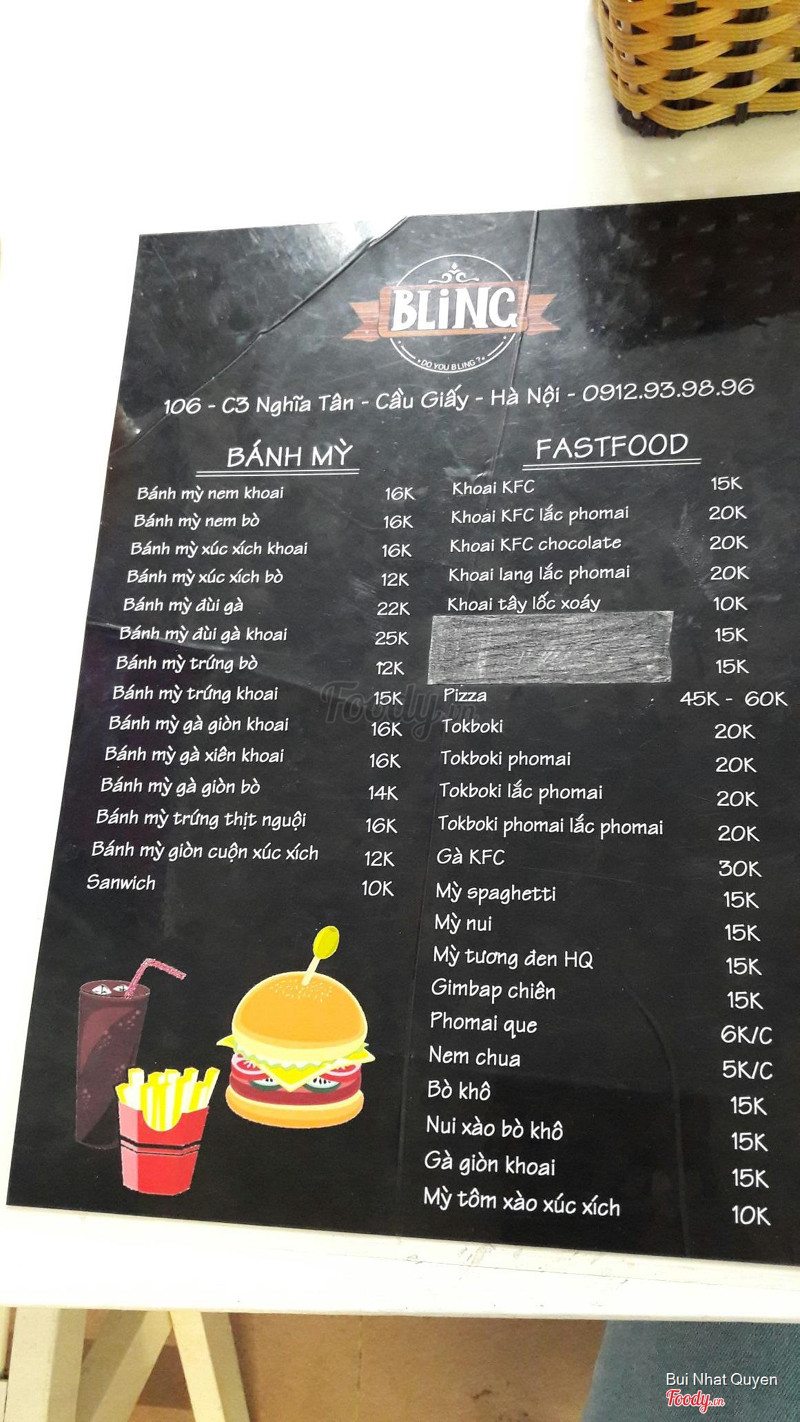 BLiNG
DO YOU BLING ?
106 - C3 Nghĩa Tân - Cầu Giấy - Hà Nội - 0912.93.98.96
BÁNH MỲ
Bánh mỳ nem khoai 16K
Bánh mỳ nem bò 16K
Bánh mỳ xúc xích khoai 16K
Bánh mỳ xúc xích bò 12K
Bánh mỳ đùi gà 22K
Bánh mỳ đùi gà khoai 25K
Bánh mỳ trứng bò 12K
Bánh mỳ trứng khoai 15K
Bánh mỳ gà giòn khoai 16K
Bánh mỳ gà xiên khoai 16K
Bánh mỳ gà giòn bò 14K
Bánh mỳ trứng thịt nguội 16K
Bánh mỳ giòn cuộn xúc xích 12K
Sanwich 10K
FASTFOOD
Khoai KFC 15K
Khoai KFC lắc phomai 20K
Khoai KFC chocolate 20K
Khoai lang lắc phomai 20K
Khoai tây lốc xoáy 10K
15K
15K
Pizza 45K - 60K
Tokboki 20K
Tokboki phomai 20K
Tokboki lắc phomai 20K
Tokboki phomai lắc phomai 20K
Gà KFC 30K
Mỳ spaghetti 15K
Mỳ nui 15K
Mỳ tương đen HQ 15K
Gimbap chiên 15K
Phomai que 6K/C
Nem chua 5K/C
Bò khô 15K
Nui xào bò khô 15K
Gà giòn khoai 15K
Mỳ tôm xào xúc xích 10K
Foody.vn
Bui Nhat Quyen
Foody.vn